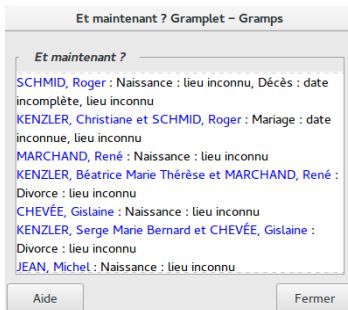 Et maintenant ? Gramplet – Gramps
Et maintenant ?
SCHMID, Roger : Naissance : lieu inconnu, Décès : date
incomplète, lieu inconnu
KENZLER, Christiane et SCHMID, Roger : Mariage : date
inconnue, lieu inconnu
MARCHAND, René : Naissance : lieu inconnu
KENZLER, Béatrice Marie Thérèse et MARCHAND, René :
Divorce : lieu inconnu
CHEVÉE, Gislaine : Naissance : lieu inconnu
KENZLER, Serge Marie Bernard et CHEVÉE, Gislaine :
Divorce : lieu inconnu
JEAN, Michel : Naissance : lieu inconnu
Aide
Fermer